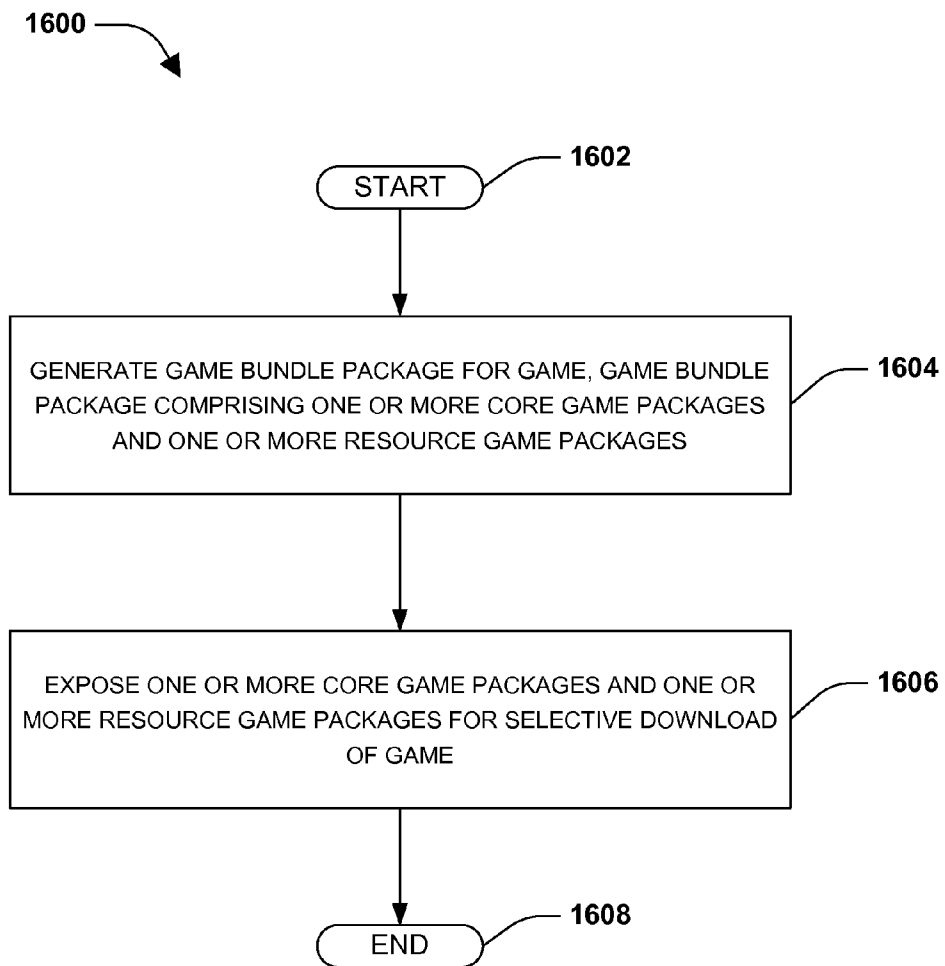 1600
START
1602
GENERATE GAME BUNDLE PACKAGE FOR GAME, GAME BUNDLE
PACKAGE COMPRISING ONE OR MORE CORE GAME PACKAGES
AND ONE OR MORE RESOURCE GAME PACKAGES
1604
EXPOSE ONE OR MORE CORE GAME PACKAGES AND ONE OR
MORE RESOURCE GAME PACKAGES FOR SELECTIVE DOWNLOAD
OF GAME
1606
END
1608